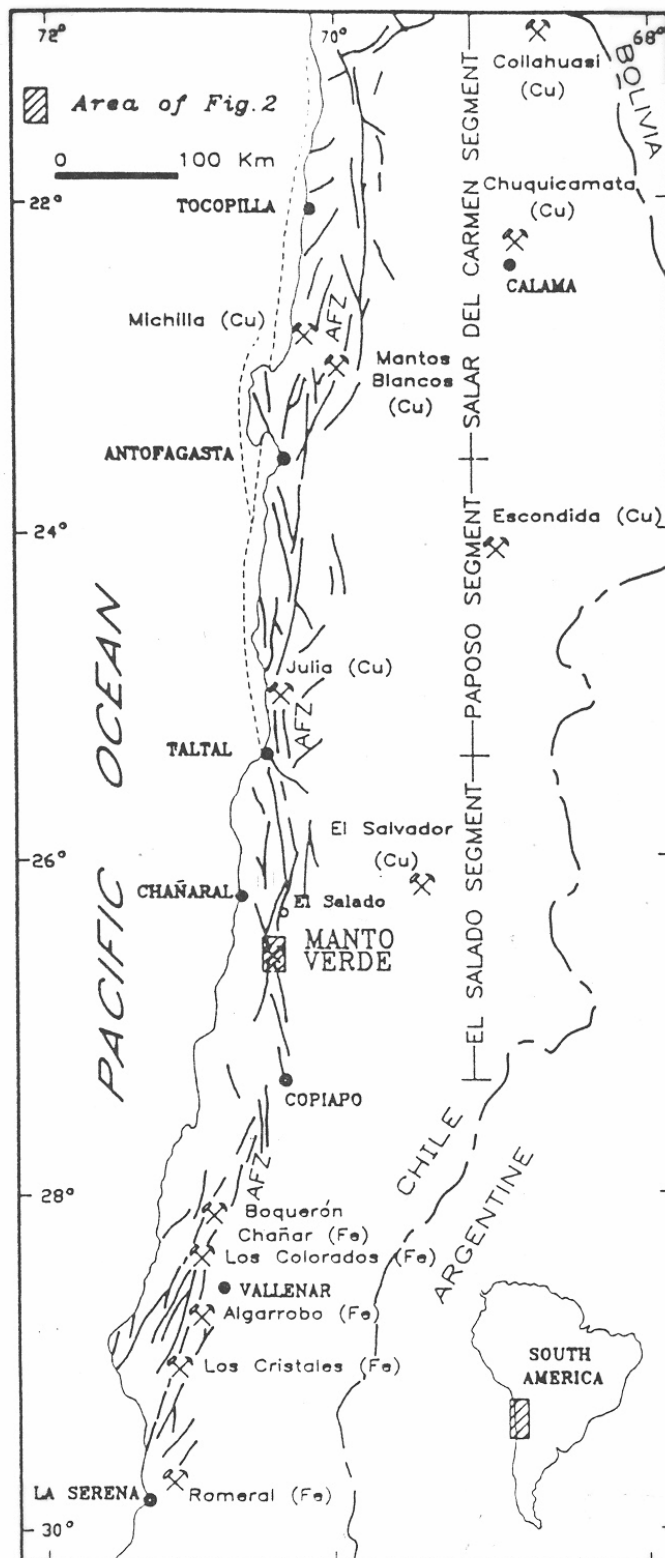 72
70
68
Collahuasi
(Cu)
BOLIVIA
Area of Fig.2
0 100 Km
22°
TOCOPILLA
Chuquicamata
(Cu)
CALAMA
SALAR DEL CARMEN SEGMENT
Michilla (Cu)
AFZ
Mantos
Blancos
(Cu)
ANTOFAGASTA
24°
Escondida (Cu)
PAPOSO SEGMENT
PACIFIC OCEAN
Julia (Cu)
AFZ
TALTAL
26°
El Salvador
(Cu)
CHAÑARAL
El Salado
MANTO
VERDE
EL SALADO SEGMENT
COPIAPO
28°
AFZ
CHILE
ARGENTINE
Boquerón
Chañar (Fe)
Los Colorados (Fe)
VALLENAR
Algarrobo (Fe)
Los Cristales (Fe)
SOUTH
AMERICA
LA SERENA
Romeral (Fe)
30°